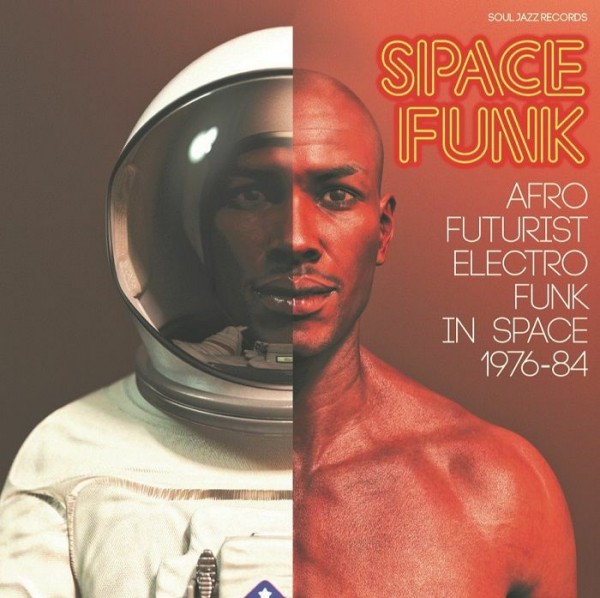 SOUL JAZZ RECORDS
SPACE
FUNK
AFRO
FUTURIST
ELECTRO
FUNK
IN SPACE
1976-84